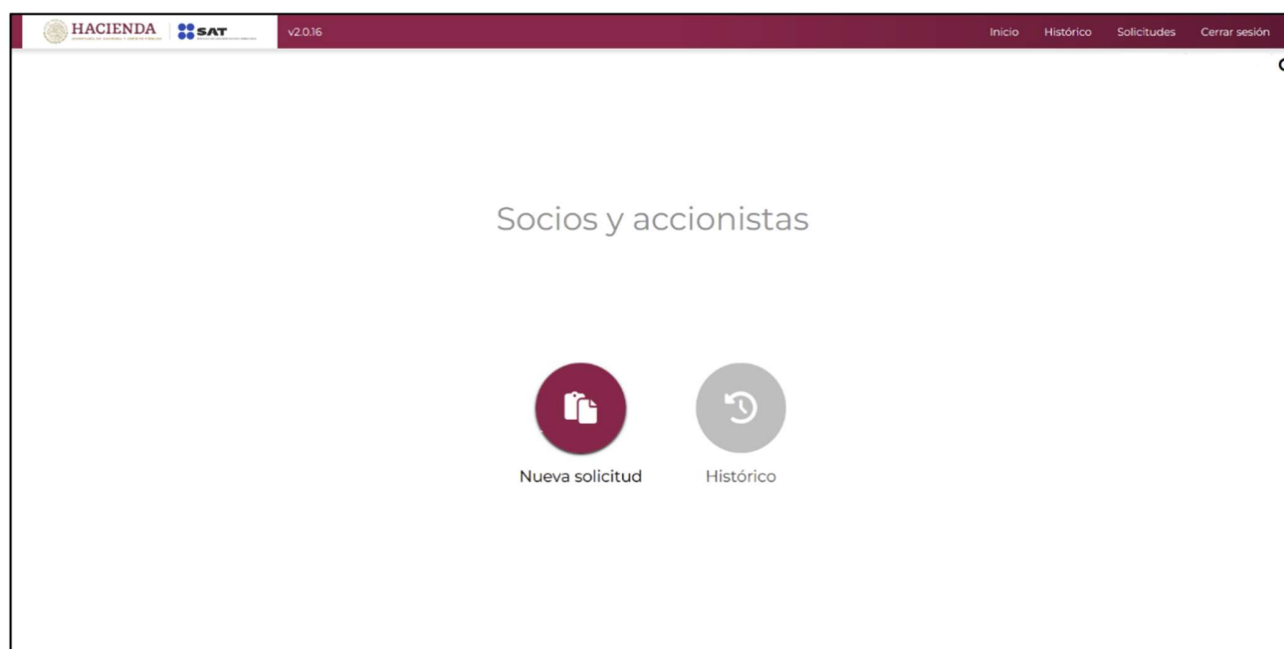 HACIENDA
SAT
v2.0.16
Inicio Histórico Solicitudes Cerrar sesión
Socios y accionistas
Nueva solicitud Histórico